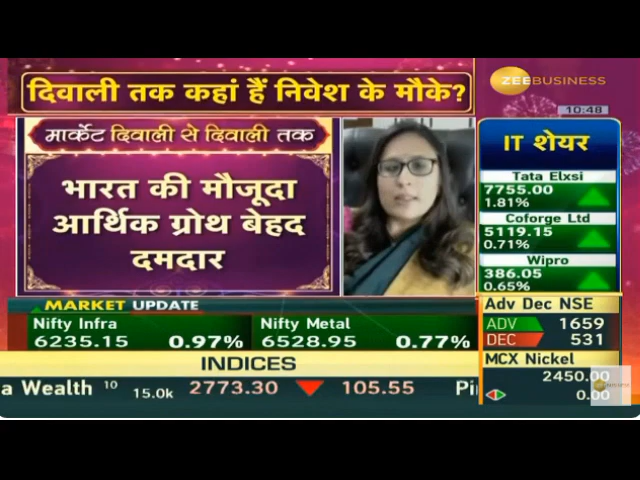 दिवाली तक कहां हैं निवेश के मौके?
ZEEBUSINESS
10:48
मार्केट दिवाली से दिवाली तक
भारत की मौजूदा
आर्थिक ग्रोथ बेहद
दमदार
IT शेयर
Tata Elxsi
7755.00
1.81%
Coforge Ltd
5119.15
0.71%
Wipro
386.05
0.65%
MARKET UPDATE
Nifty Infra
6235.15 0.97%
Nifty Metal
6528.95 0.77%
Adv Dec NSE
ADV 1659
DEC 531
MCX Nickel
2450.00
0.00
INDICES
a Wealth 10 15.0k 2773.30 105.55 Pi